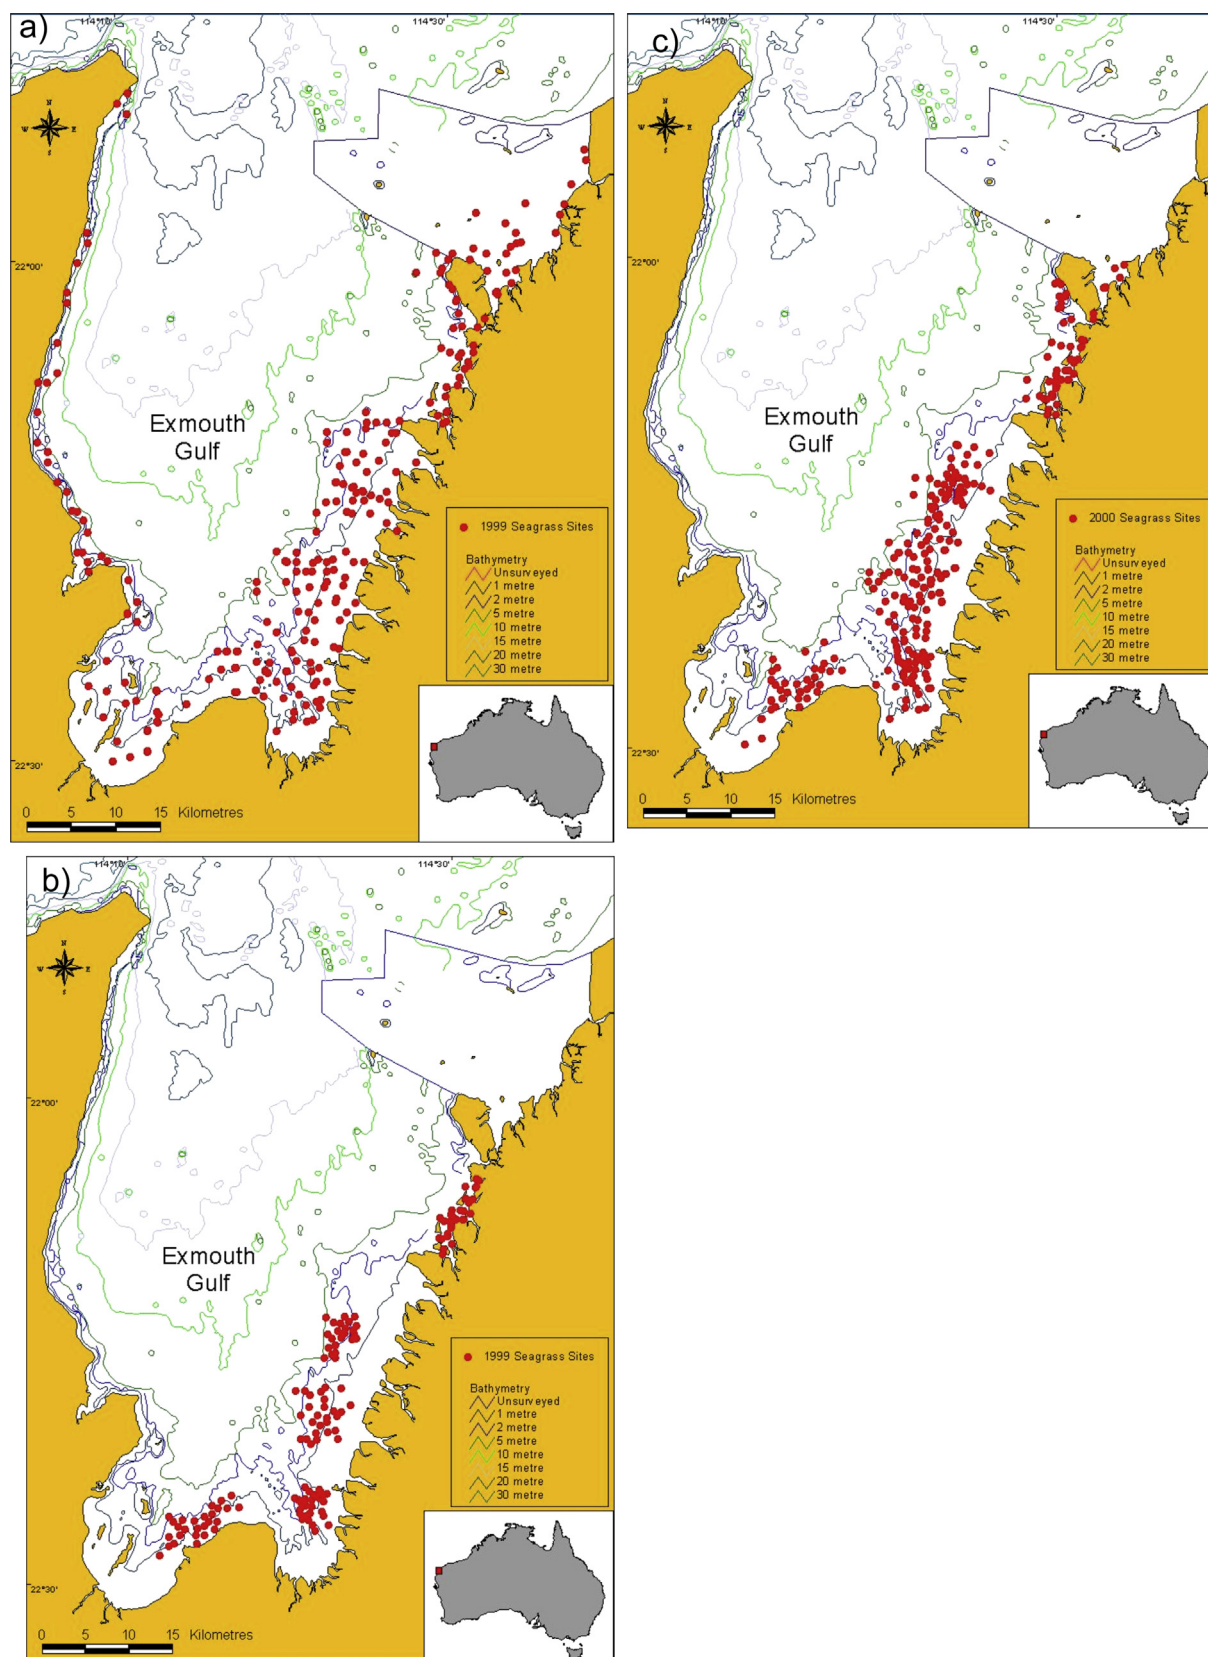 a)
114°10'
114°30'
N
W E
S
22°00'
Exmouth
Gulf
1999 Seagrass Sites
Bathymetry
Unsurveyed
1 metre
2 metre
5 metre
10 metre
15 metre
20 metre
30 metre
22°30'
0 5 10 15 Kilometres
c)
114°10'
114°30'
N
W E
S
22°00'
Exmouth
Gulf
2000 Seagrass Sites
Bathymetry
Unsurveyed
1 metre
2 metre
5 metre
10 metre
15 metre
20 metre
30 metre
22°30'
0 5 10 15 Kilometres
b)
114°10'
114°30'
N
W E
S
22°00'
Exmouth
Gulf
1999 Seagrass Sites
Bathymetry
Unsurveyed
1 metre
2 metre
5 metre
10 metre
15 metre
20 metre
30 metre
22°30'
0 5 10 15
Kilometres